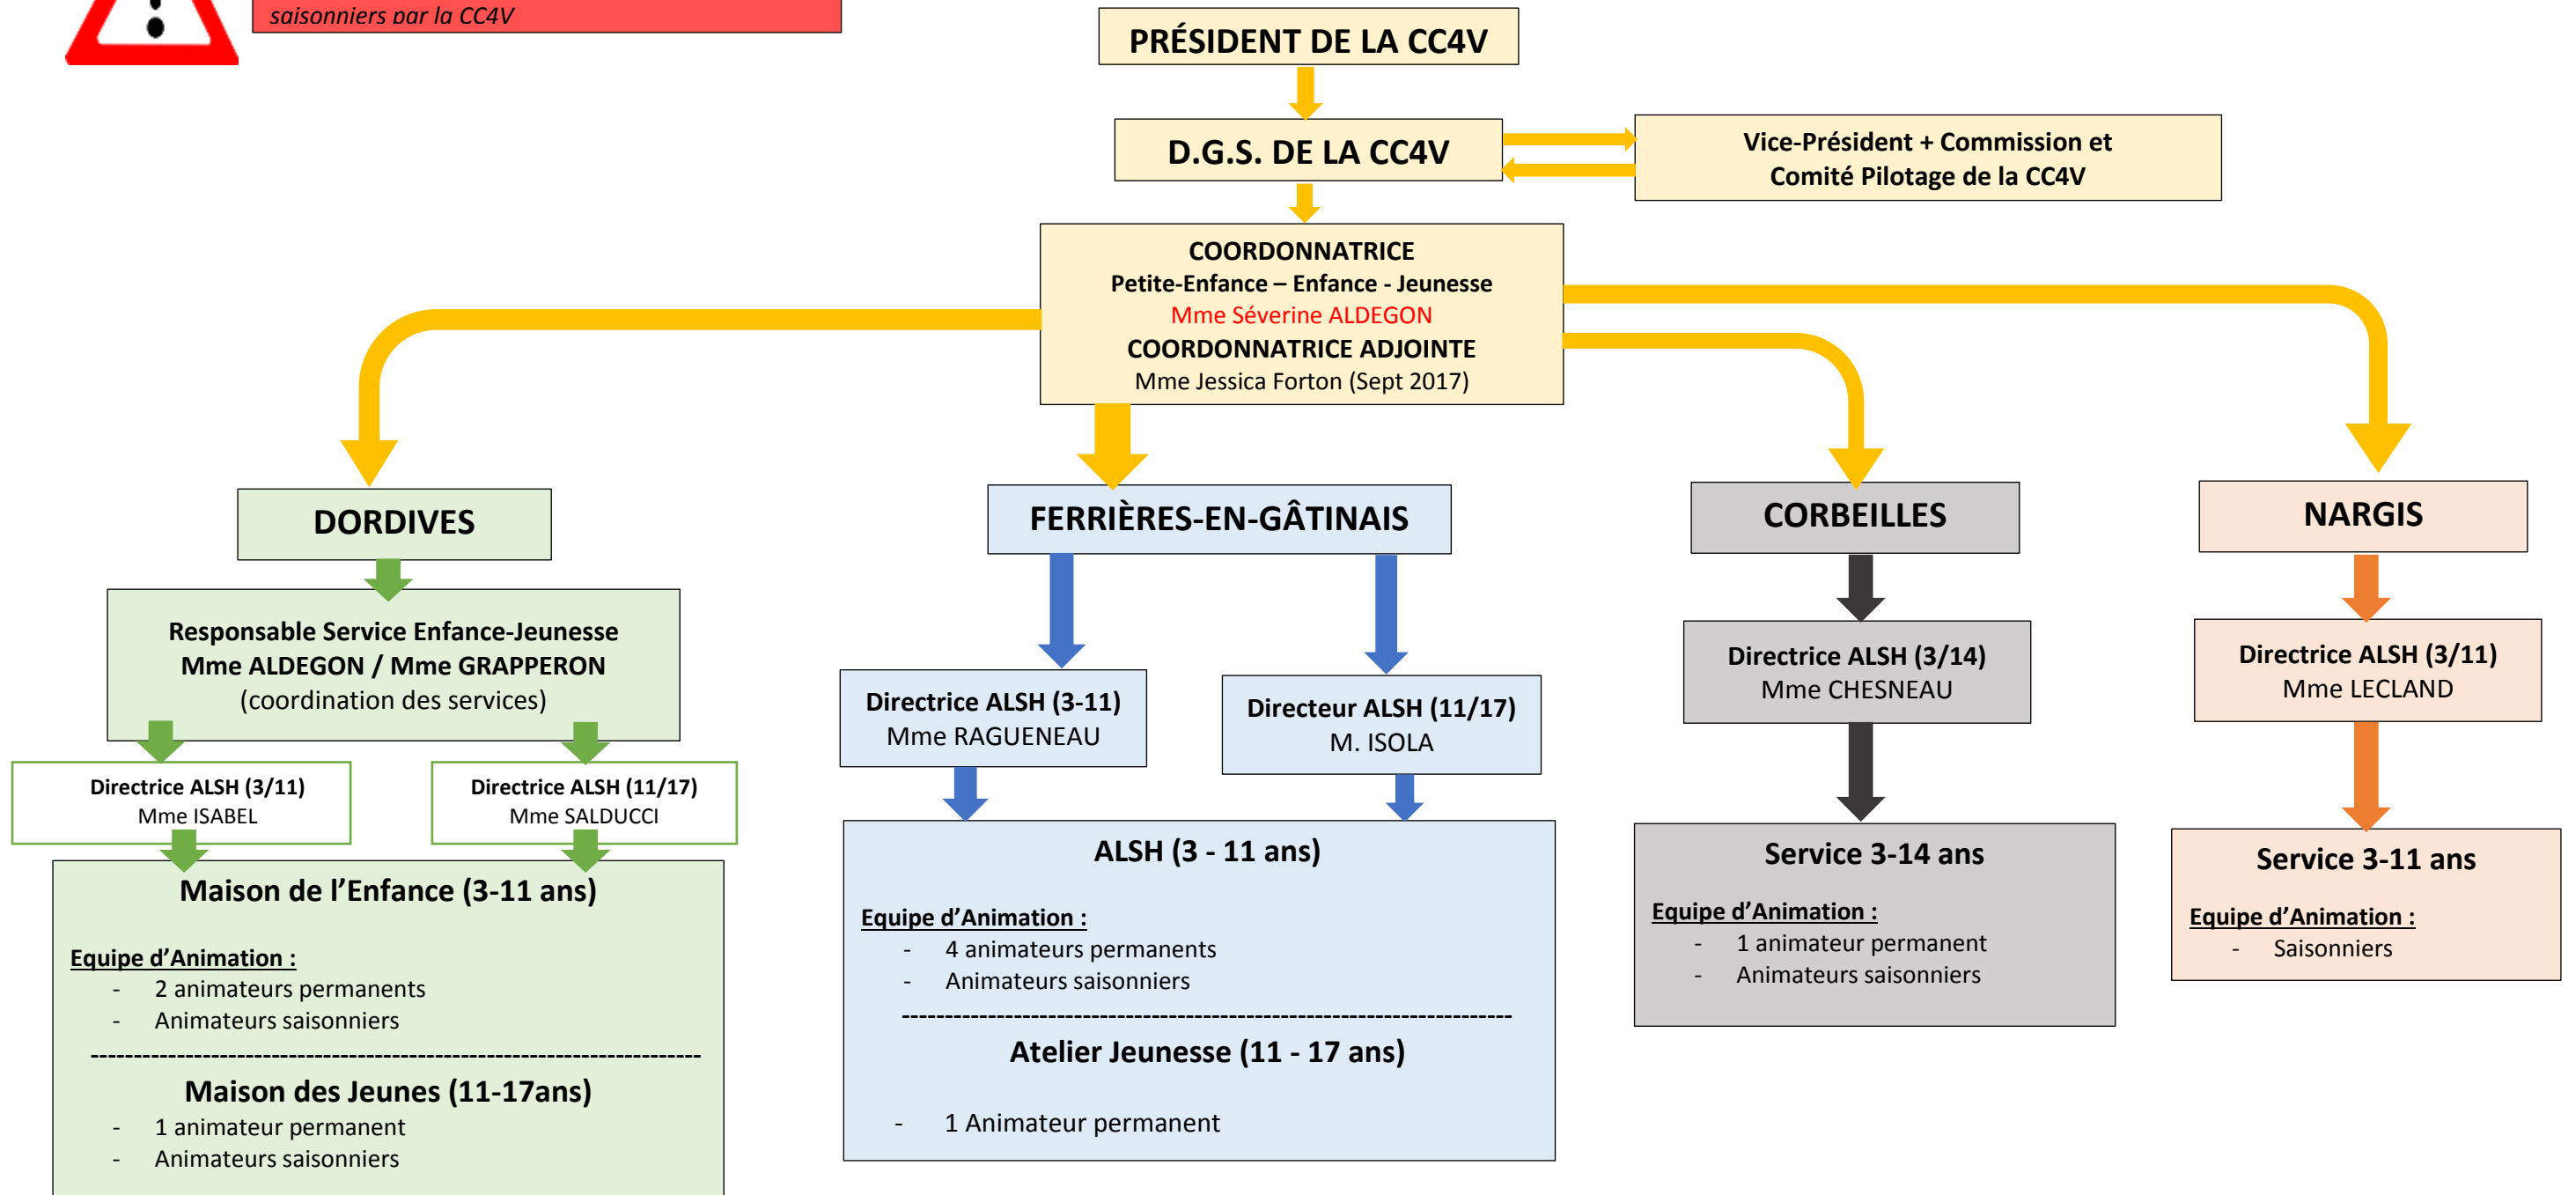 saisonniers par la CC4V
PRÉSIDENT DE LA CC4V
D.G.S. DE LA CC4V
Vice-Président + Commission et
Comité Pilotage de la CC4V
COORDONNATRICE
Petite-Enfance – Enfance - Jeunesse
Mme Séverine ALDEGON
COORDONNATRICE ADJOINTE
Mme Jessica Forton (Sept 2017)
DORDIVES
Responsable Service Enfance-Jeunesse
Mme ALDEGON / Mme GRAPPERON
(coordination des services)
Directrice ALSH (3/11)
Mme ISABEL
Directrice ALSH (11/17)
Mme SALDUCCI
Maison de l’Enfance (3-11 ans)
Equipe d’Animation :
- 2 animateurs permanents
- Animateurs saisonniers
-----------------------------------------------------------------------
Maison des Jeunes (11-17ans)
- 1 animateur permanent
- Animateurs saisonniers
FERRIÈRES-EN-GÂTINAIS
Directrice ALSH (3-11)
Mme RAGUENEAU
Directeur ALSH (11/17)
M. ISOLA
ALSH (3 - 11 ans)
Equipe d’Animation :
- 4 animateurs permanents
- Animateurs saisonniers
-----------------------------------------------------------------------
Atelier Jeunesse (11 - 17 ans)
- 1 Animateur permanent
CORBEILLES
Directrice ALSH (3/14)
Mme CHESNEAU
Service 3-14 ans
Equipe d’Animation :
- 1 animateur permanent
- Animateurs saisonniers
NARGIS
Directrice ALSH (3/11)
Mme LECLAND
Service 3-11 ans
Equipe d’Animation :
- Saisonniers